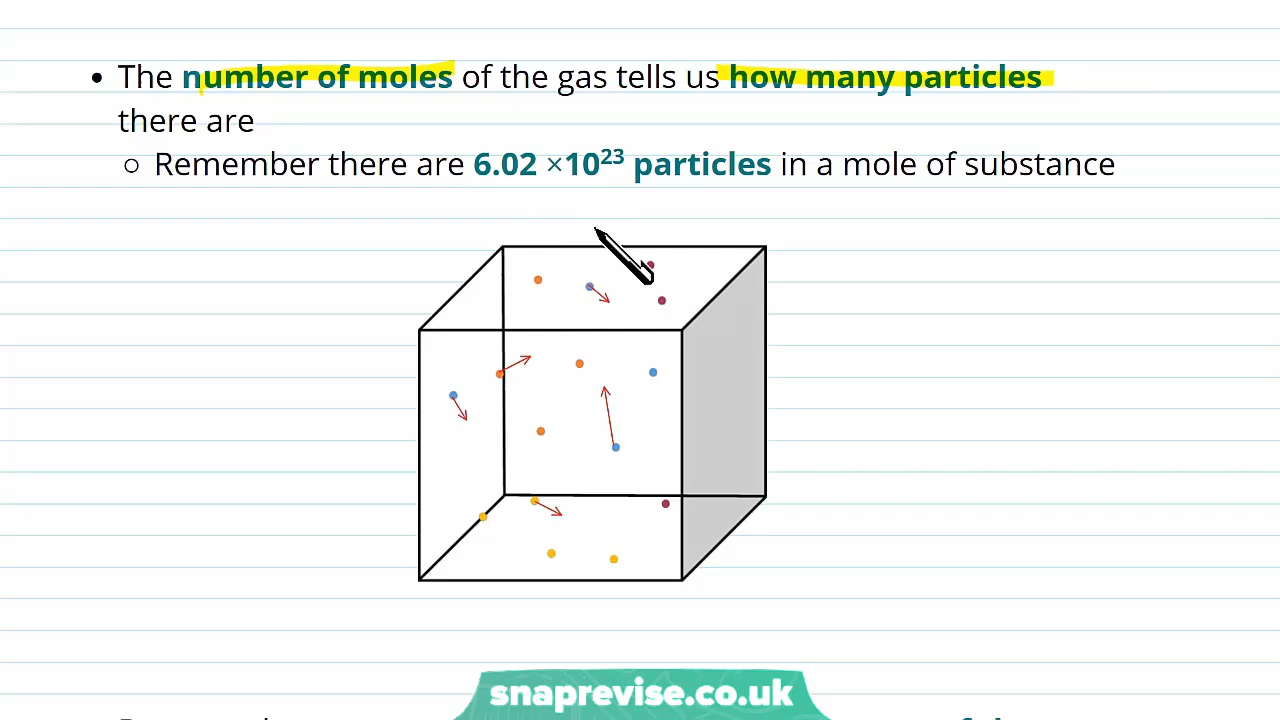 • The number of moles of the gas tells us how many particles
there are
○ Remember there are 6.02 ×10²³ particles in a mole of substance
snaprevise.co.uk